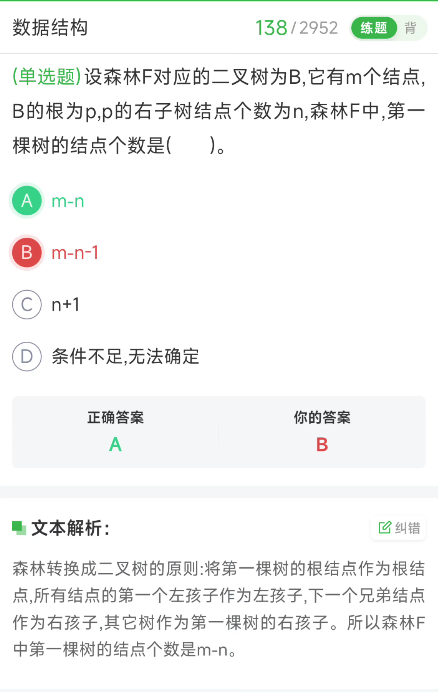 数据结构
138/2952
练题
背
(单选题)设森林F对应的二叉树为B,它有m个结点,
B的根为p,p的右子树结点个数为n,森林F中,第一
棵树的结点个数是( )。
A m-n
B m-n-1
C n+1
D 条件不足,无法确定
正确答案
你的答案
A
B
文本解析：
纠错
森林转换成二叉树的原则:将第一棵树的根结点作为根结
点,所有结点的第一个左孩子作为左孩子,下一个兄弟结点
作为右孩子,其它树作为第一棵树的右孩子。所以森林F
中第一棵树的结点个数是m-n。